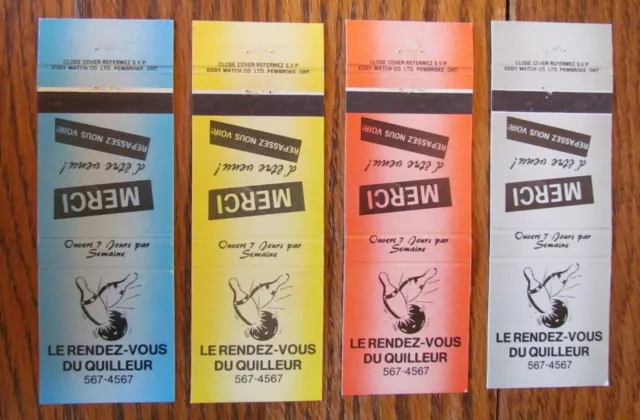 CLOSE COVER REFERMEZ S.V.P.
EDDY MATCH CO. LTD. PEMBROKE, ONT.
REPASSEZ NOUS VOIR!
d'être venu!
MERCI
Ouvert 7 Jours par
Semaine
LE RENDEZ-VOUS
DU QUILLEUR
567-4567
CLOSE COVER REFERMEZ S.V.P.
EDDY MATCH CO. LTD. PEMBROKE, ONT.
REPASSEZ NOUS VOIR!
d'être venu!
MERCI
Ouvert 7 Jours par
Semaine
LE RENDEZ-VOUS
DU QUILLEUR
567-4567
CLOSE COVER REFERMEZ S.V.P.
EDDY MATCH CO. LTD. PEMBROKE, ONT.
REPASSEZ NOUS VOIR!
d'être venu!
MERCI
Ouvert 7 Jours par
Semaine
LE RENDEZ-VOUS
DU QUILLEUR
567-4567
CLOSE COVER REFERMEZ S.V.P.
EDDY MATCH CO. LTD. PEMBROKE, ONT.
REPASSEZ NOUS VOIR!
d'être venu!
MERCI
Ouvert 7 Jours par
Semaine
LE RENDEZ-VOUS
DU QUILLEUR
567-4567